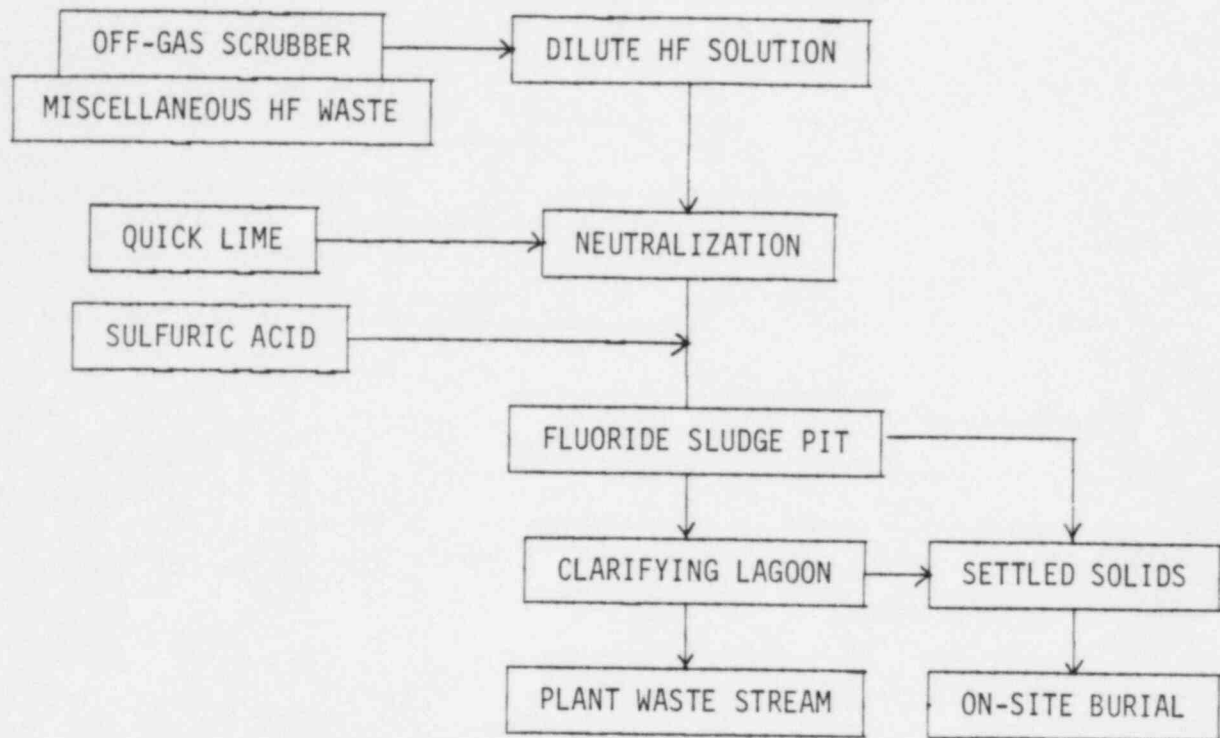 OFF-GAS SCRUBBER
DILUTE HF SOLUTION
MISCELLANEOUS HF WASTE
QUICK LIME
NEUTRALIZATION
SULFURIC ACID
FLUORIDE SLUDGE PIT
CLARIFYING LAGOON
SETTLED SOLIDS
PLANT WASTE STREAM
ON-SITE BURIAL